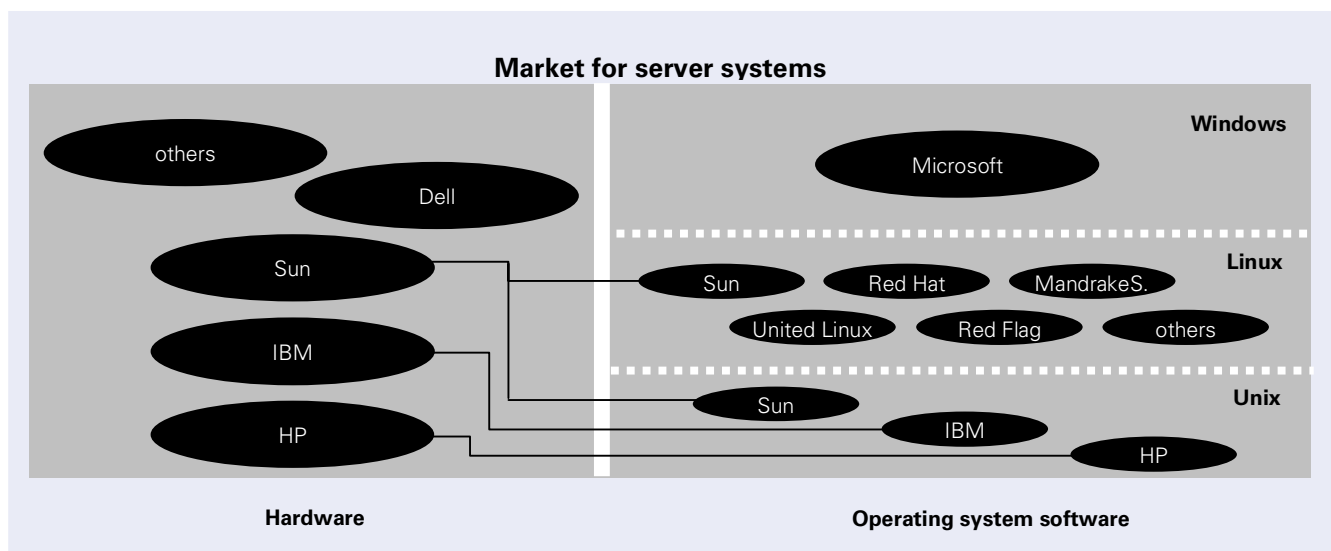 Market for server systems
others
Dell
Sun
IBM
HP
Hardware
Windows
Microsoft
Linux
Sun Red Hat MandrakeS.
United Linux Red Flag others
Unix
Sun
IBM
HP
Operating system software